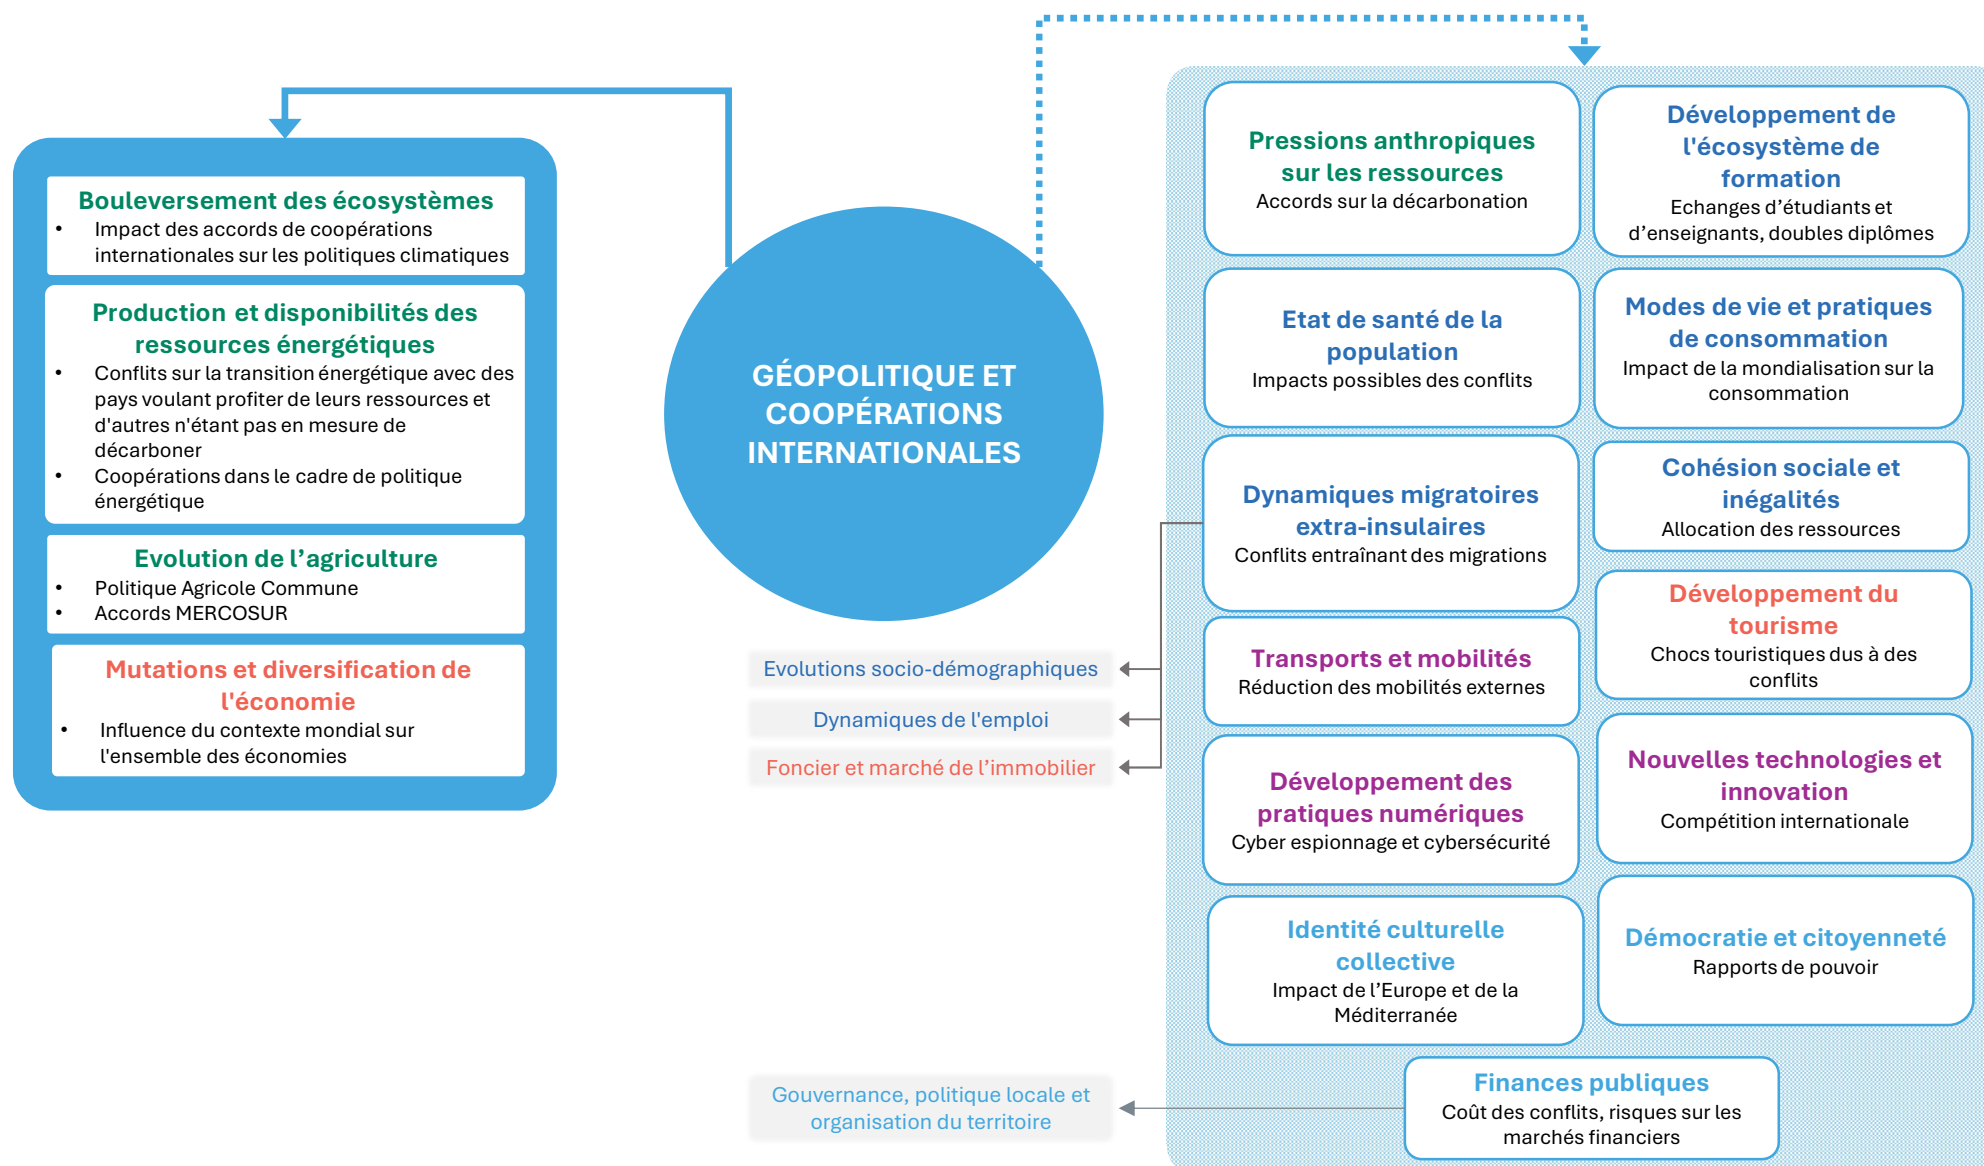 Bouleversement des écosystèmes
• Impact des accords de coopérations
internationales sur les politiques climatiques
Production et disponibilités des
ressources énergétiques
• Conflits sur la transition énergétique avec des
pays voulant profiter de leurs ressources et
d'autres n'étant pas en mesure de
décarboner
• Coopérations dans le cadre de politique
énergétique
Evolution de l’agriculture
• Politique Agricole Commune
• Accords MERCOSUR
Mutations et diversification de
l'économie
• Influence du contexte mondial sur
l'ensemble des économies
GÉOPOLITIQUE ET
COOPÉRATIONS
INTERNATIONALES
Evolutions socio-démographiques
Dynamiques de l'emploi
Foncier et marché de l’immobilier
Gouvernance, politique locale et
organisation du territoire
Pressions anthropiques
sur les ressources
Accords sur la décarbonation
Etat de santé de la
population
Impacts possibles des conflits
Dynamiques migratoires
extra-insulaires
Conflits entraînant des migrations
Transports et mobilités
Réduction des mobilités externes
Développement des
pratiques numériques
Cyber espionnage et cybersécurité
Identité culturelle
collective
Impact de l’Europe et de la
Méditerranée
Développement de
l'écosystème de
formation
Echanges d’étudiants et
d’enseignants, doubles diplômes
Modes de vie et pratiques
de consommation
Impact de la mondialisation sur la
consommation
Cohésion sociale et
inégalités
Allocation des ressources
Développement du
tourisme
Chocs touristiques dus à des
conflits
Nouvelles technologies et
innovation
Compétition internationale
Démocratie et citoyenneté
Rapports de pouvoir
Finances publiques
Coût des conflits, risques sur les
marchés financiers